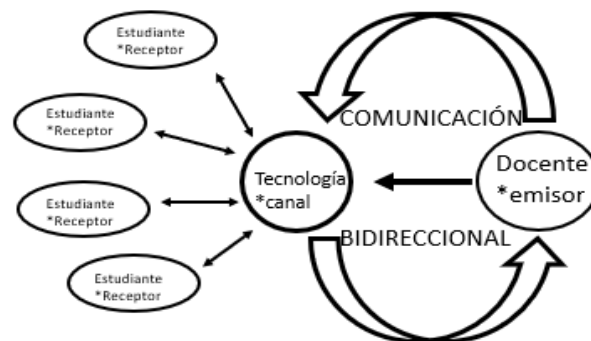 Estudiante
*Receptor
Estudiante
*Receptor
Estudiante
*Receptor
Estudiante
*Receptor
Tecnología
*canal
COMUNICACIÓN
BIDIRECCIONAL
Docente
*emisor